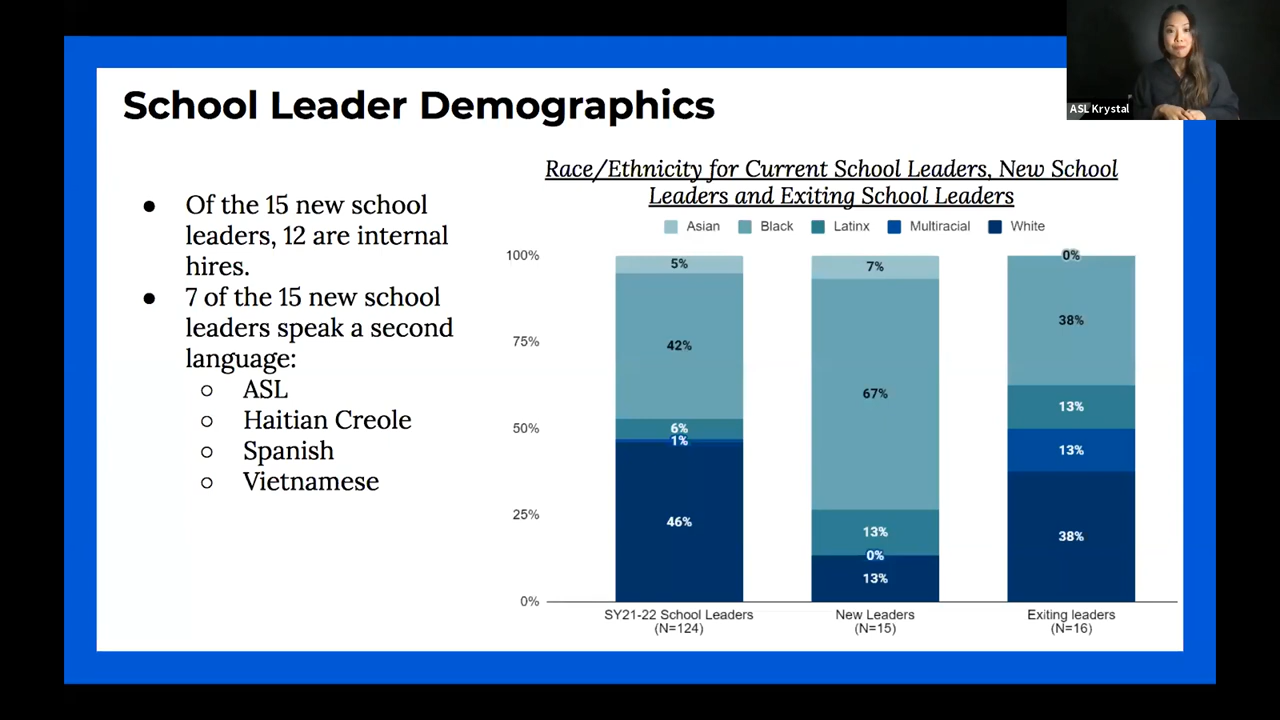 ASL Krystal
School Leader Demographics
● Of the 15 new school
leaders, 12 are internal
hires.
● 7 of the 15 new school
leaders speak a second
language:
○ ASL
○ Haitian Creole
○ Spanish
○ Vietnamese
Race/Ethnicity for Current School Leaders, New School
Leaders and Exiting School Leaders
Asian Black Latinx Multiracial White
100%
75%
50%
25%
0%
5%
42%
6%
1%
46%
7%
67%
13%
0%
13%
0%
38%
13%
13%
38%
SY21-22 School Leaders
(N=124)
New Leaders
(N=15)
Exiting leaders
(N=16)